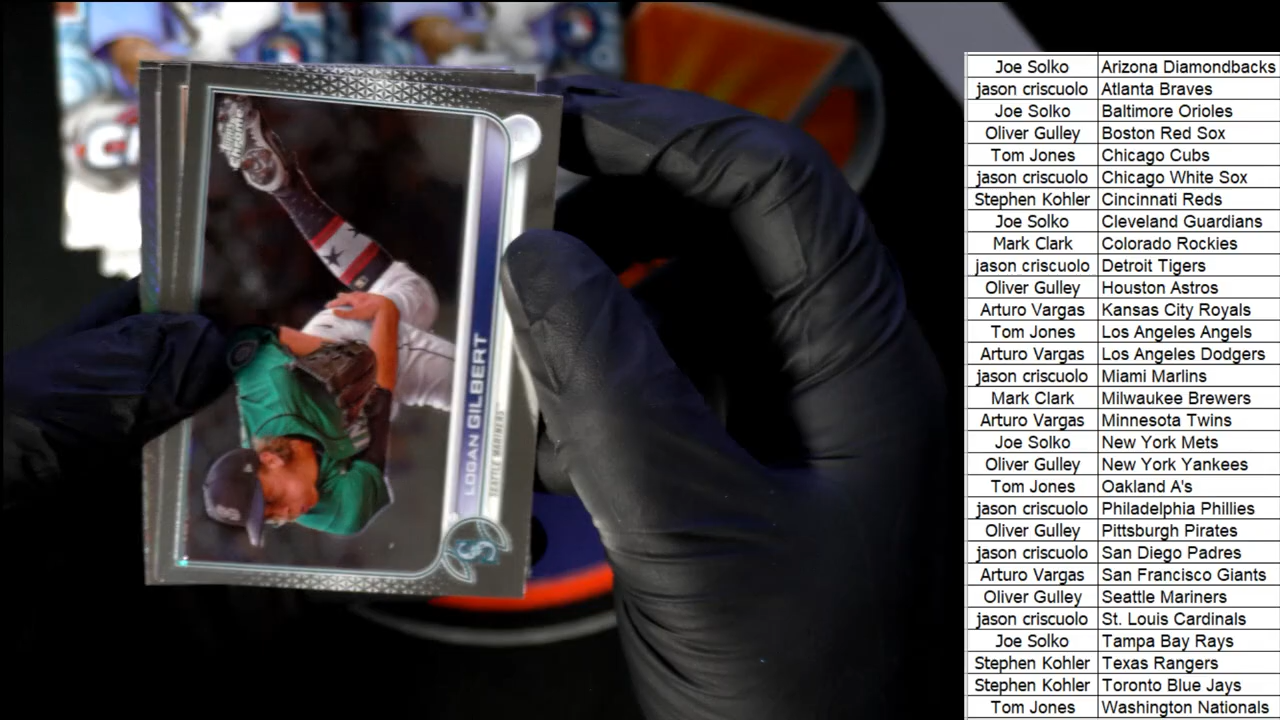 LOGAN GILBERT
SEATTLE MARINERS
CHROME
Joe Solko Arizona Diamondbacks
jason criscuolo Atlanta Braves
Joe Solko Baltimore Orioles
Oliver Gulley Boston Red Sox
Tom Jones Chicago Cubs
jason criscuolo Chicago White Sox
Stephen Kohler Cincinnati Reds
Joe Solko Cleveland Guardians
Mark Clark Colorado Rockies
jason criscuolo Detroit Tigers
Oliver Gulley Houston Astros
Arturo Vargas Kansas City Royals
Tom Jones Los Angeles Angels
Arturo Vargas Los Angeles Dodgers
jason criscuolo Miami Marlins
Mark Clark Milwaukee Brewers
Arturo Vargas Minnesota Twins
Joe Solko New York Mets
Oliver Gulley New York Yankees
Tom Jones Oakland A's
jason criscuolo Philadelphia Phillies
Oliver Gulley Pittsburgh Pirates
jason criscuolo San Diego Padres
Arturo Vargas San Francisco Giants
Oliver Gulley Seattle Mariners
jason criscuolo St. Louis Cardinals
Joe Solko Tampa Bay Rays
Stephen Kohler Texas Rangers
Stephen Kohler Toronto Blue Jays
Tom Jones Washington Nationals